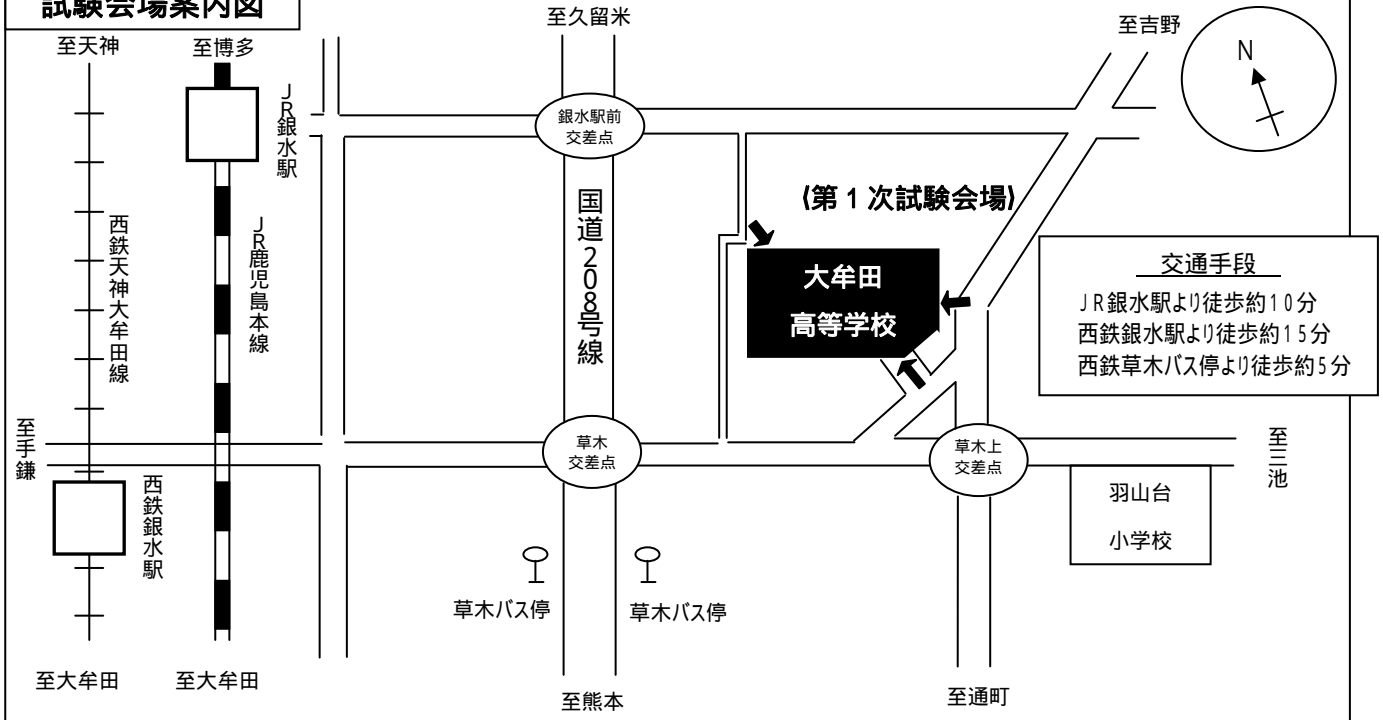 試験会場案内図
至久留米
至吉野
至天神
至博多
N
JR銀水駅
銀水駅前
交差点
(第1次試験会場)
国道208号線
西鉄天神大牟田線
JR鹿児島本線
大牟田
高等学校
交通手段
JR銀水駅より徒歩約10分
西鉄銀水駅より徒歩約15分
西鉄草木バス停より徒歩約5分
至手鎌
草木
交差点
草木上
交差点
至三池
西鉄銀水駅
羽山台
小学校
草木バス停
草木バス停
至大牟田
至大牟田
至熊本
至通町